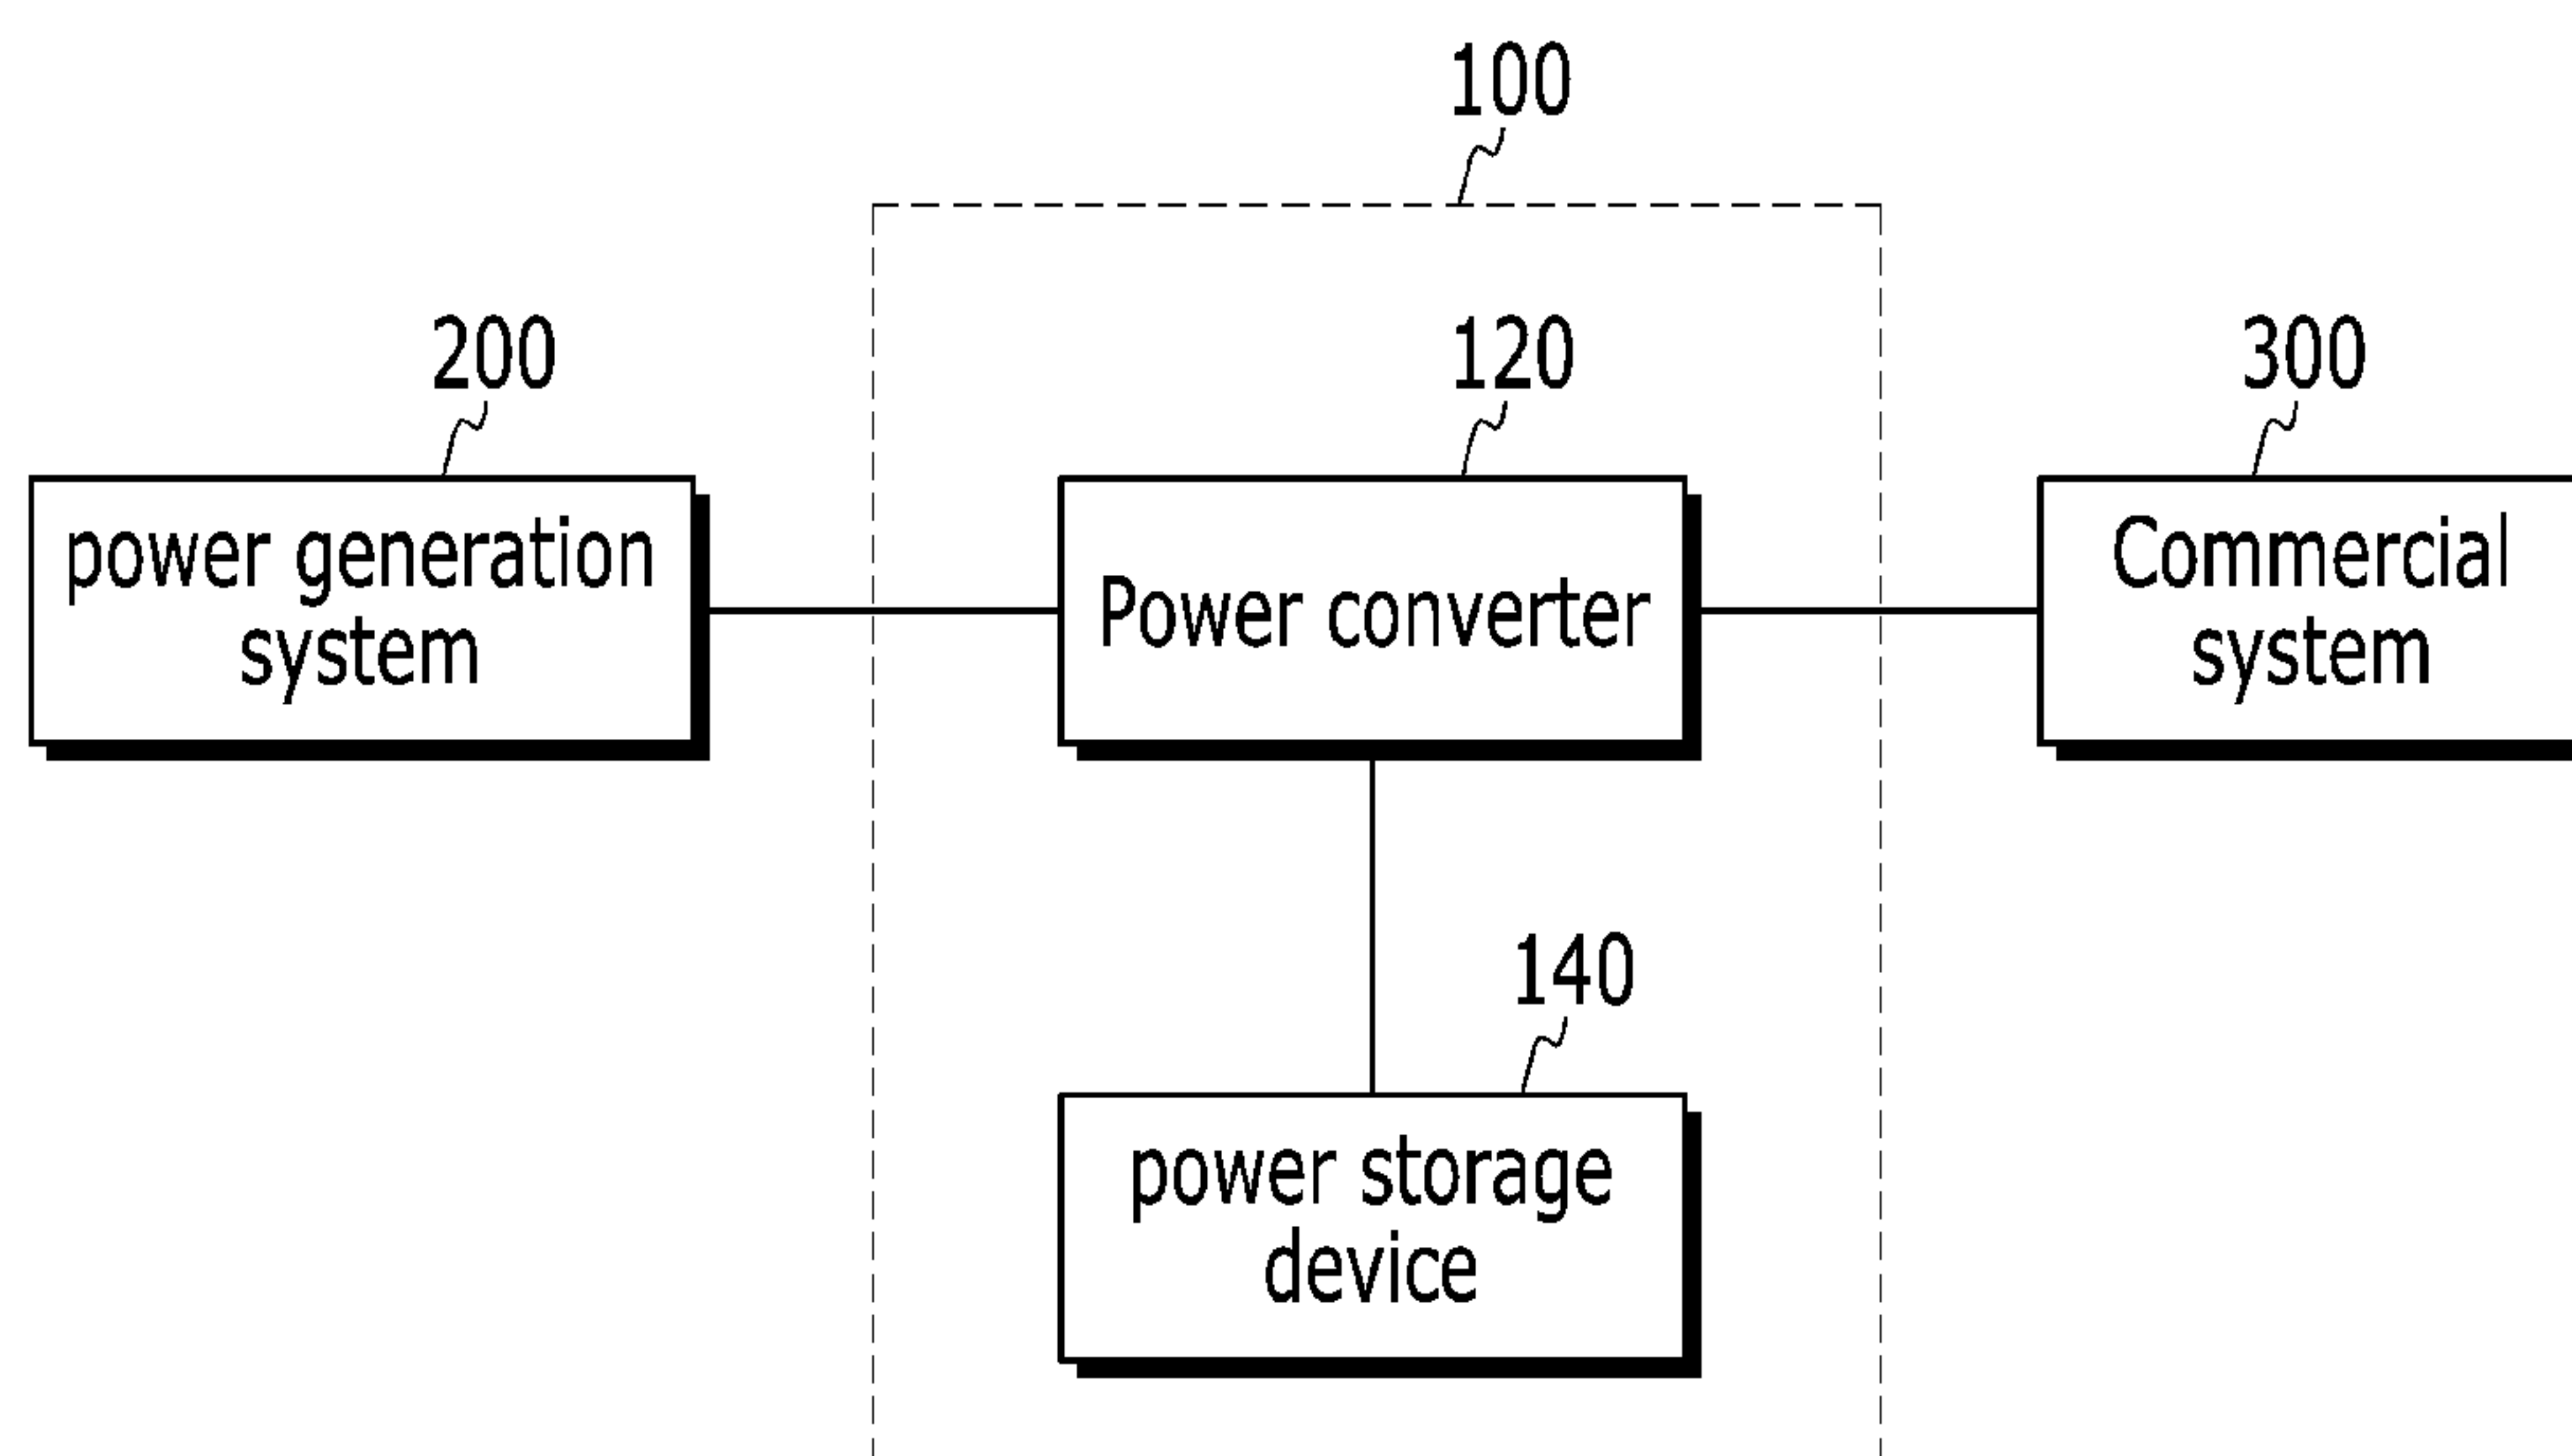 100
200
120
300
power generation
system
Power converter
Commercial
system
140
power storage
device